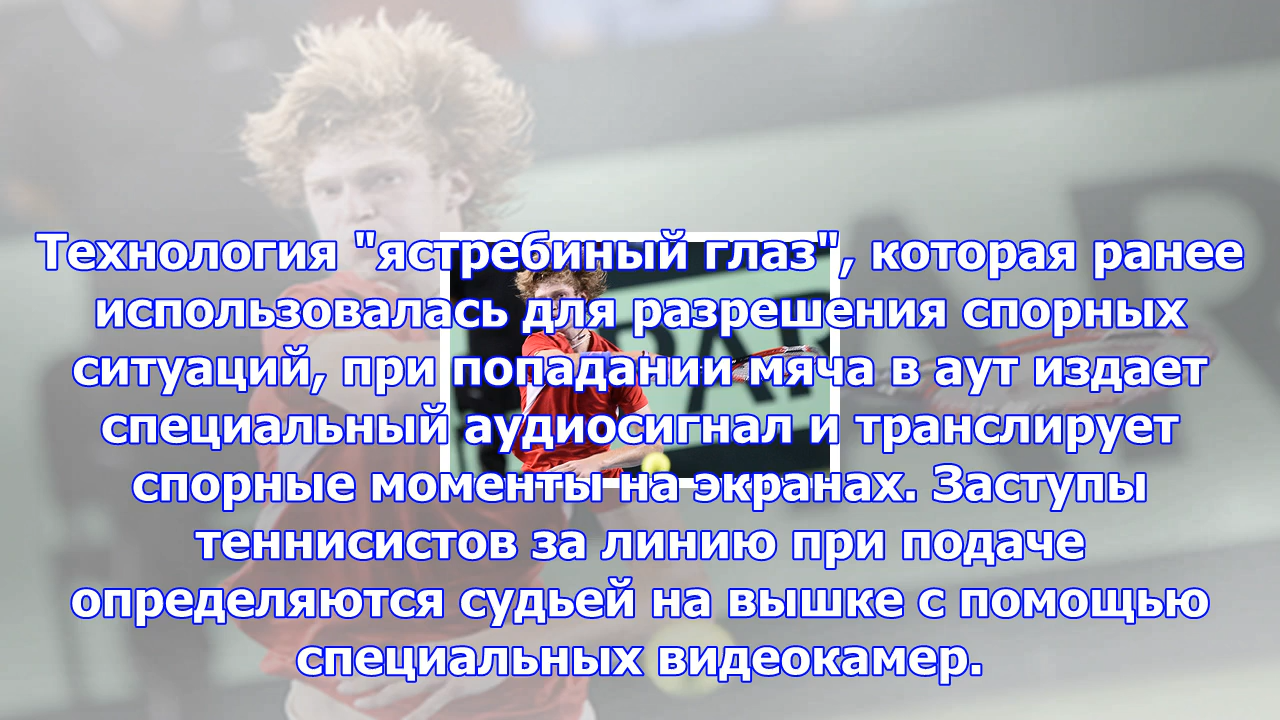 Технология "ястребиный глаз", которая ранее
использовалась для разрешения спорных
ситуаций, при попадании мяча в аут издает
специальный аудиосигнал и транслирует
спорные моменты на экранах. Заступы
теннисистов за линию при подаче
определяются судьей на вышке с помощью
специальных видеокамер.